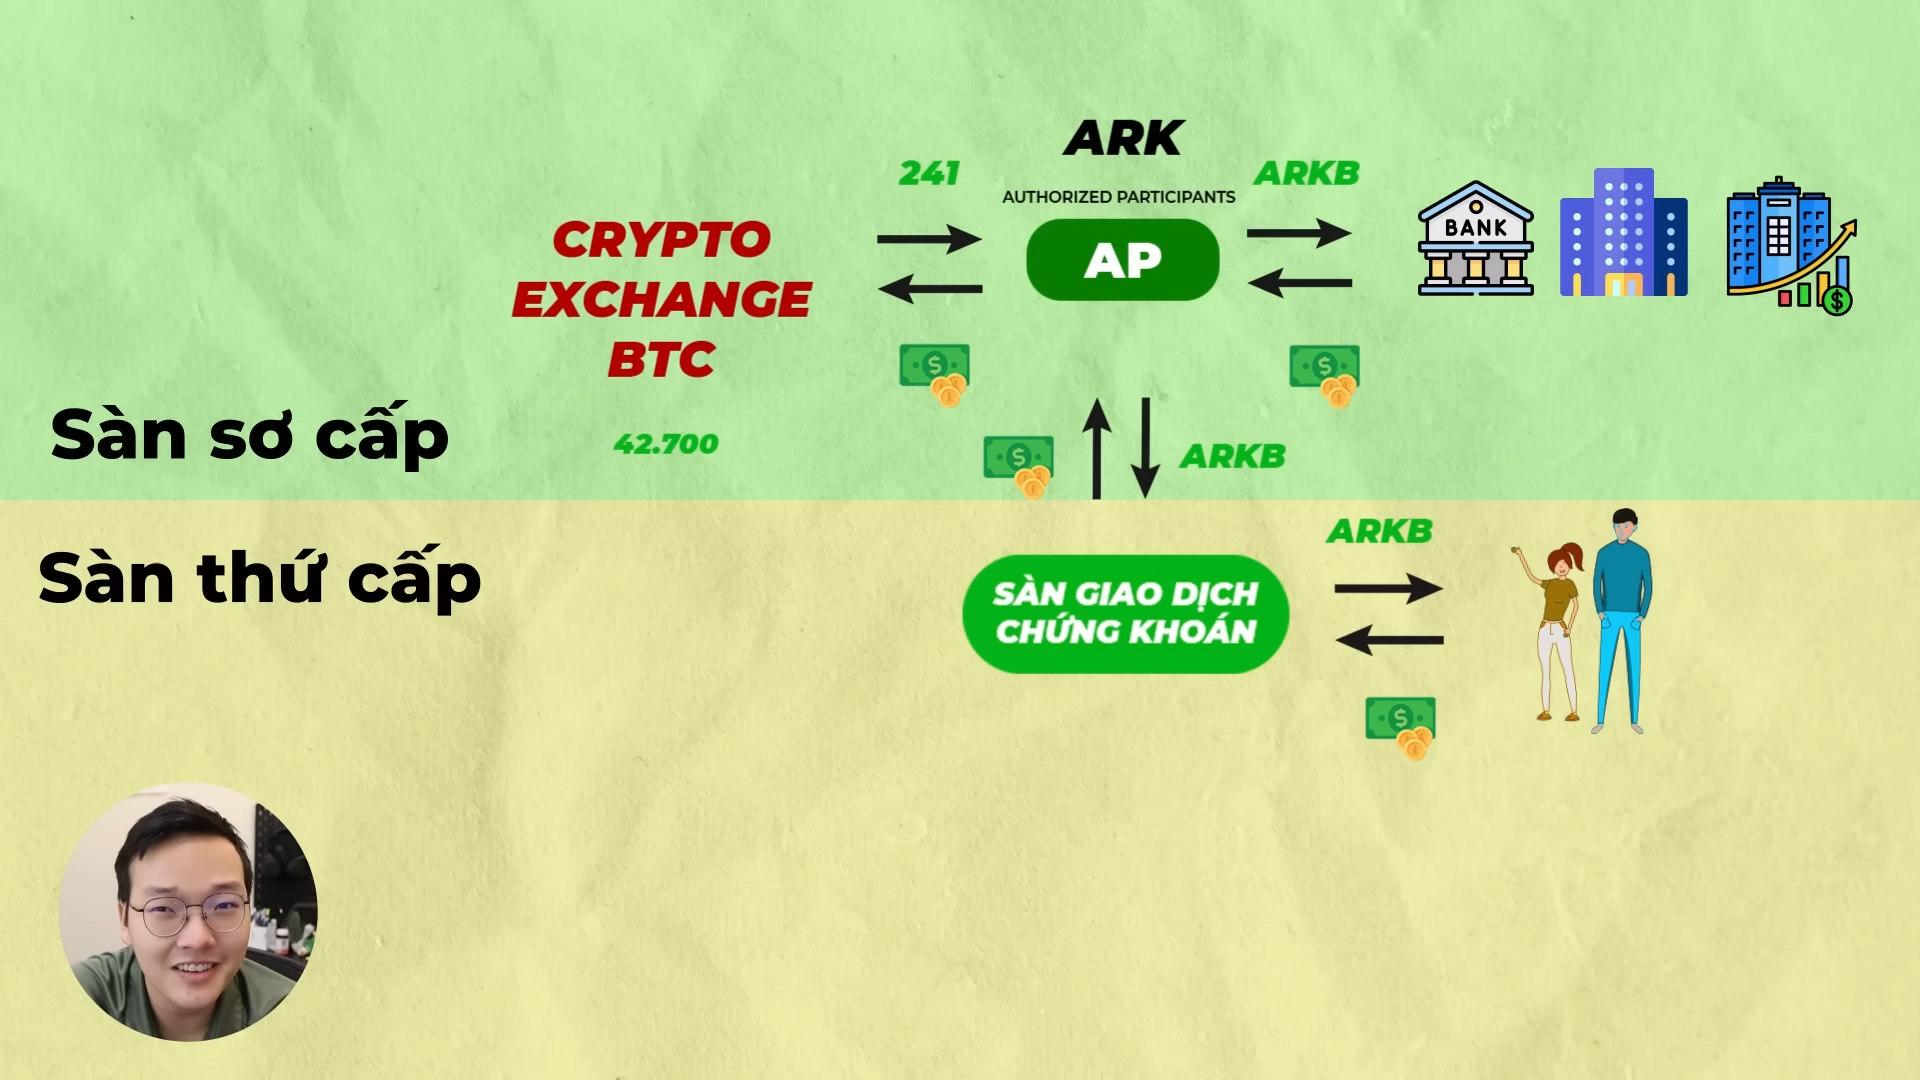 ARK
241
ARKB
AUTHORIZED PARTICIPANTS
CRYPTO
EXCHANGE
BTC
AP
BANK
Sàn sơ cấp
42.700
ARKB
Sàn thứ cấp
ARKB
SÀN GIAO DỊCH
CHỨNG KHOÁN